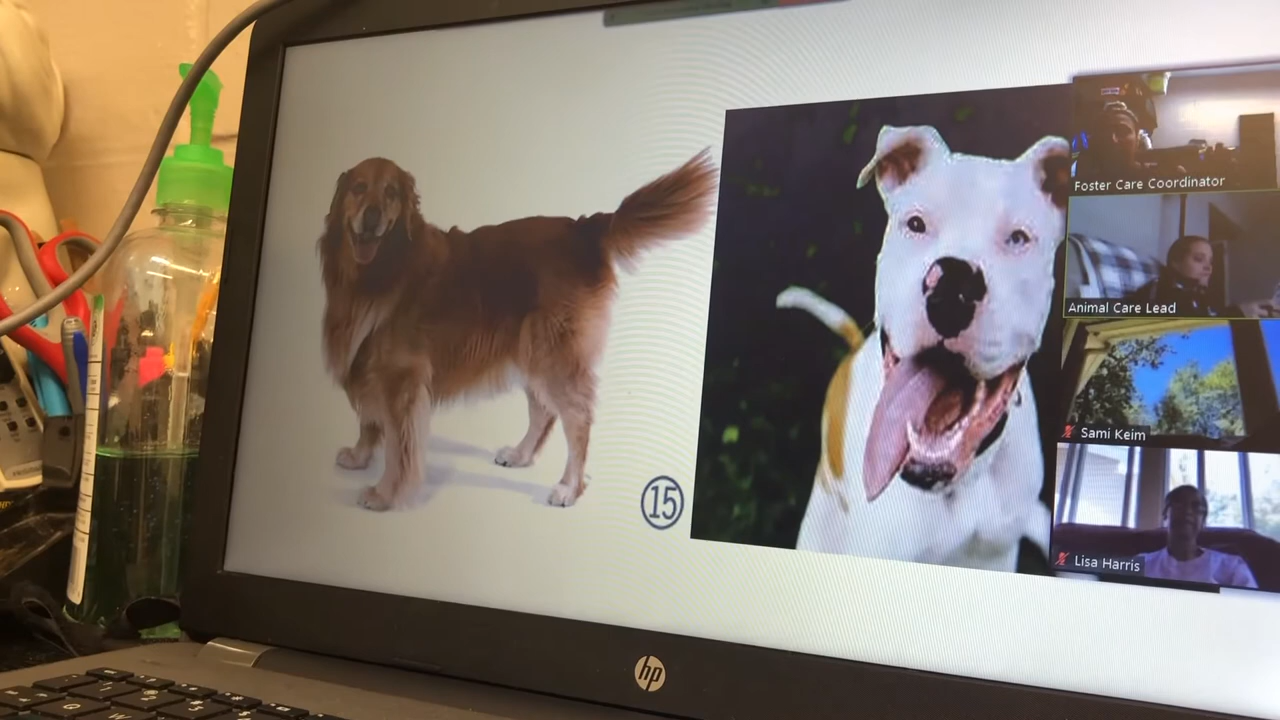 Foster Care Coordinator
Animal Care Lead
Sami Keim
⑮
Lisa Harris
hp